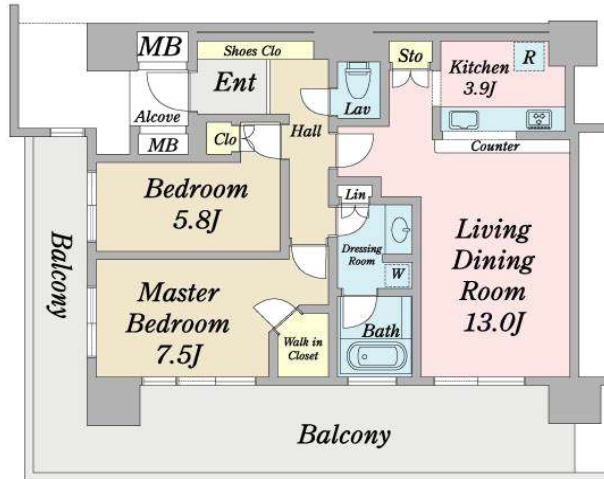 MB
Shoes Clo
Sto
Kitchen
3.9J
R
Ent
Lav
Alcove
MB
Clo
Hall
Counter
Bedroom
5.8J
Lin
Dressing
Room
W
Living
Dining
Room
13.0J
Balcony
Master
Bedroom
7.5J
Walk in
Closet
Bath
Balcony